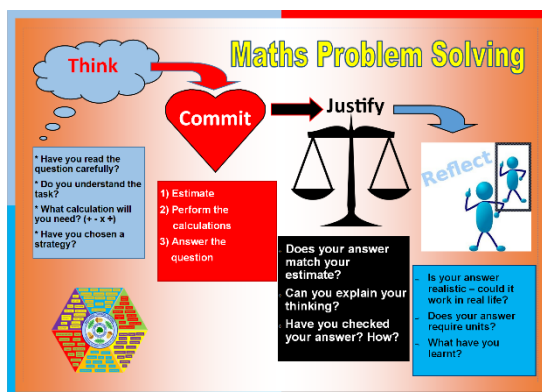 Maths Problem Solving
Think
* Have you read the
question carefully?
* Do you understand the
task?
* What calculation will
you need? (+ - x ÷)
* Have you chosen a
strategy?
Commit
1) Estimate
2) Perform the
calculations
3) Answer the
question
Justify
Does your answer
match your
estimate?
Can you explain your
thinking?
Have you checked
your answer? How?
Reflect
– Is your answer
realistic – could it
work in real life?
– Does your answer
require units?
– What have you
learnt?